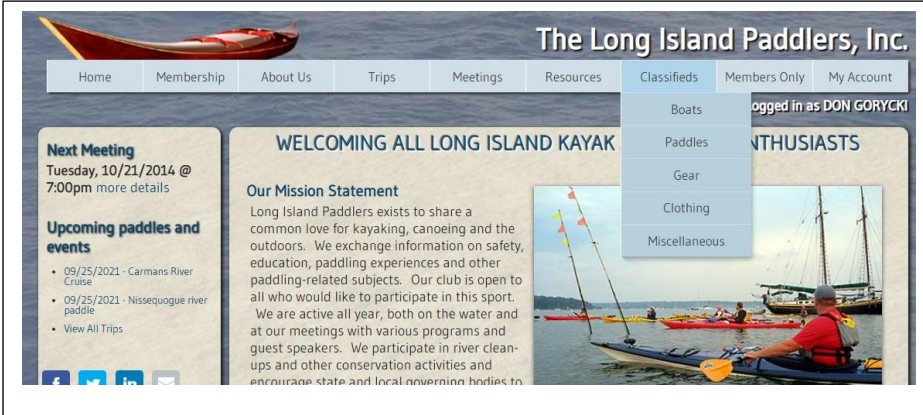 The Long Island Paddlers, Inc.
Home Membership About Us Trips Meetings Resources Classifieds Members Only My Account
ogged in as DON GORYCKI
Boats
Paddles
Gear
Clothing
Miscellaneous
Next Meeting
Tuesday, 10/21/2014 @
7:00pm more details
Upcoming paddles and
events
09/25/2021 - Carmans River
Cruise
09/25/2021 - Nissequogue river
paddle
View All Trips
WELCOMING ALL LONG ISLAND KAYAK NTHUSIASTS
Our Mission Statement
Long Island Paddlers exists to share a
common love for kayaking, canoeing and the
outdoors. We exchange information on safety,
education, paddling experiences and other
paddling-related subjects. Our club is open to
all who would like to participate in this sport.
We are active all year, both on the water and
at our meetings with various programs and
guest speakers. We participate in river clean-
ups and other conservation activities and
encourage state and local governing bodies to